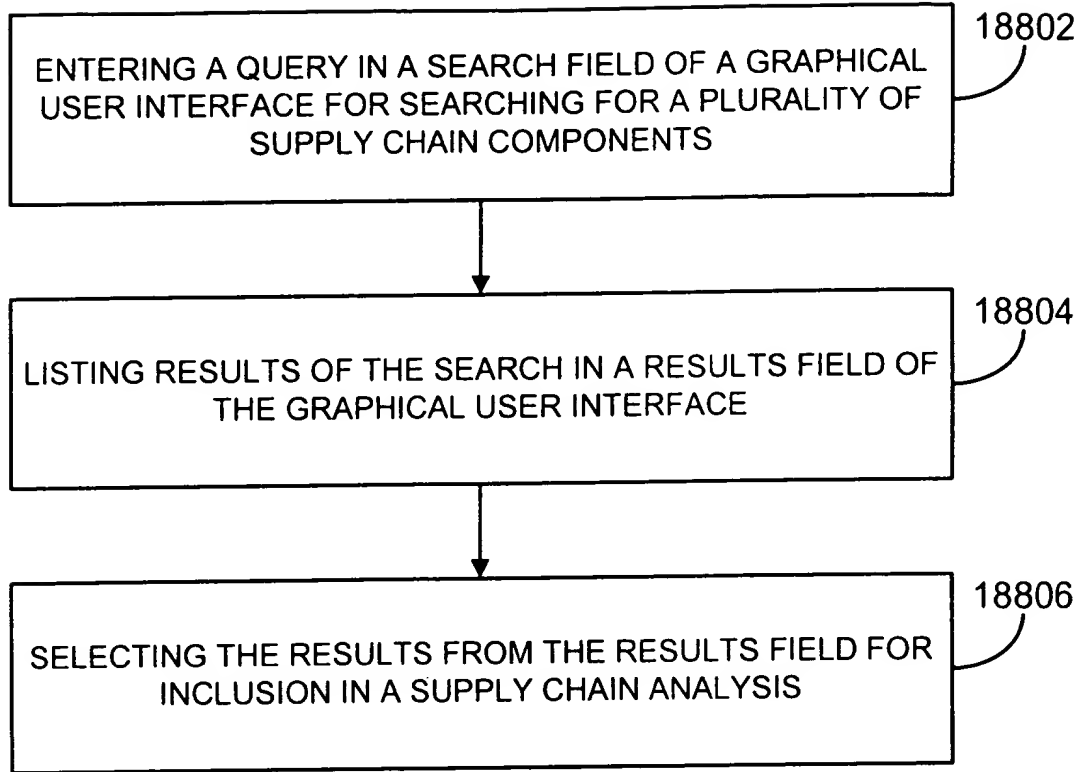 18802
ENTERING A QUERY IN A SEARCH FIELD OF A GRAPHICAL
USER INTERFACE FOR SEARCHING FOR A PLURALITY OF
SUPPLY CHAIN COMPONENTS
18804
LISTING RESULTS OF THE SEARCH IN A RESULTS FIELD OF
THE GRAPHICAL USER INTERFACE
18806
SELECTING THE RESULTS FROM THE RESULTS FIELD FOR
INCLUSION IN A SUPPLY CHAIN ANALYSIS